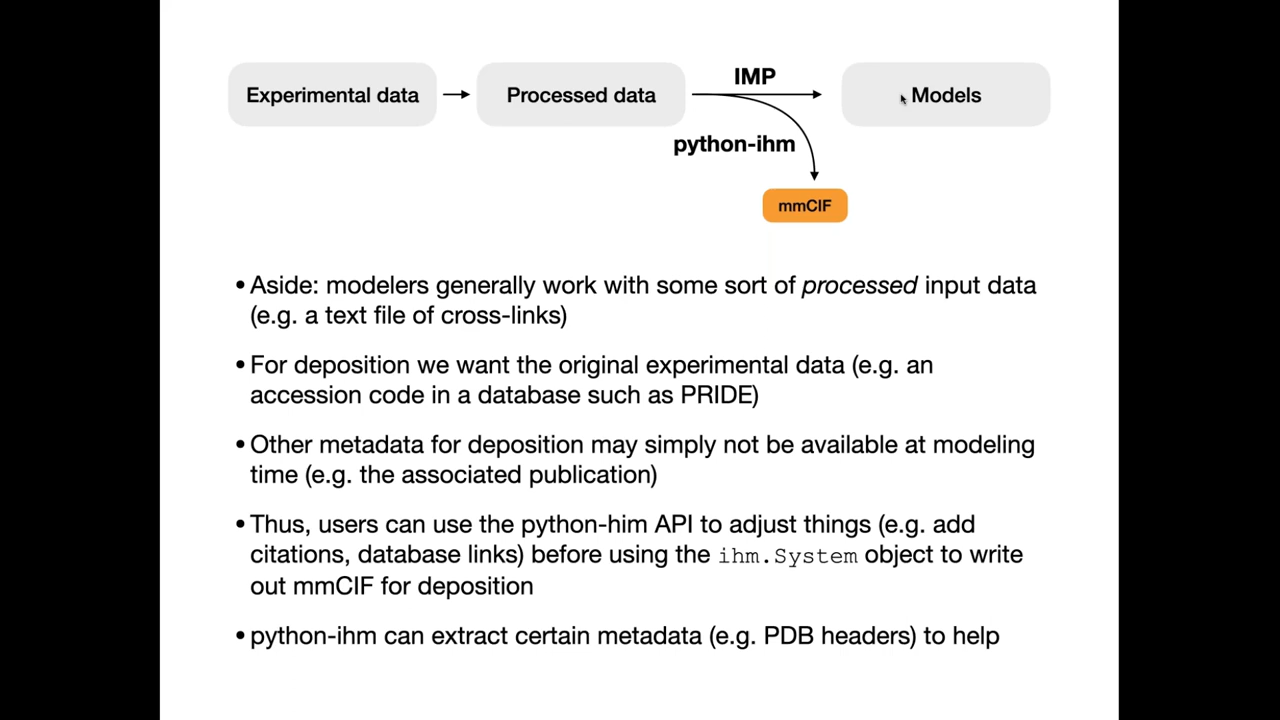 IMP
Experimental data
Processed data
Models
python-ihm
mmCIF
• Aside: modelers generally work with some sort of processed input data
(e.g. a text file of cross-links)
• For deposition we want the original experimental data (e.g. an
accession code in a database such as PRIDE)
• Other metadata for deposition may simply not be available at modeling
time (e.g. the associated publication)
• Thus, users can use the python-him API to adjust things (e.g. add
citations, database links) before using the ihm.System object to write
out mmCIF for deposition
• python-ihm can extract certain metadata (e.g. PDB headers) to help